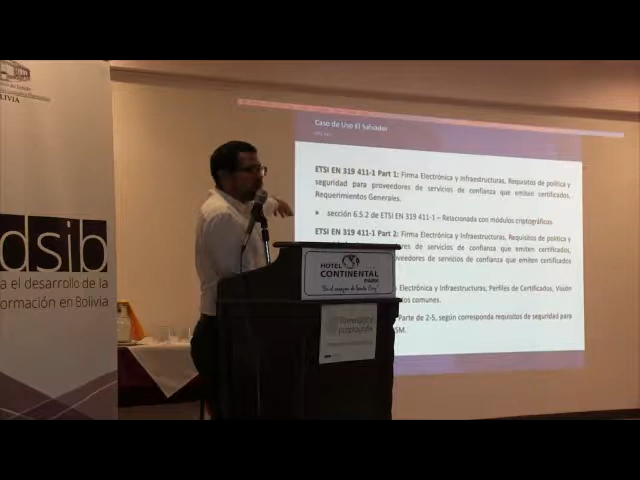 LIVIA
dsib
a el desarrollo de la
ormación en Bolivia
Caso de Uso El Salvador
ETSI EN 319 411-1 Part 1: Firma Electrónica y Infraestructuras, Requisitos de política y
seguridad para proveedores de servicios de confianza que emiten certificados,
Requerimientos Generales.
sección 6.5.2 de ETSI EN 319 411-1 – Relacionada con módulos criptográficos
ETSI EN 319 411-1 Part 2: Firma Electrónica y Infraestructuras, Requisitos de política y
ores de servicios de confianza que emiten certificados,
oveedores de servicios de confianza que emiten certificados
Electrónica y Infraestructuras, Perfiles de Certificados, Visión
tos comunes.
Parte de 2-5, según corresponda requisitos de seguridad para
SM.
HOTEL
CONTINENTAL
PARK